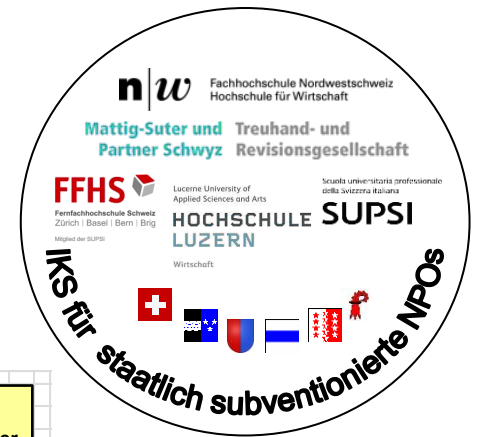 n|w Fachhochschule Nordwestschweiz
Hochschule für Wirtschaft
Mattig-Suter und Treuhand- und
Partner Schwyz Revisionsgesellschaft
FFHS
Fernfachhochschule Schweiz
Zürich | Basel | Bern | Brig
Mitglied der SUPSI
Lucerne University of
Applied Sciences and Arts
HOCHSCHULE
LUZERN
Wirtschaft
Scuola universitaria professionale
della Svizzera italiana
SUPSI
IKS für staatlich subventionierte NPOs